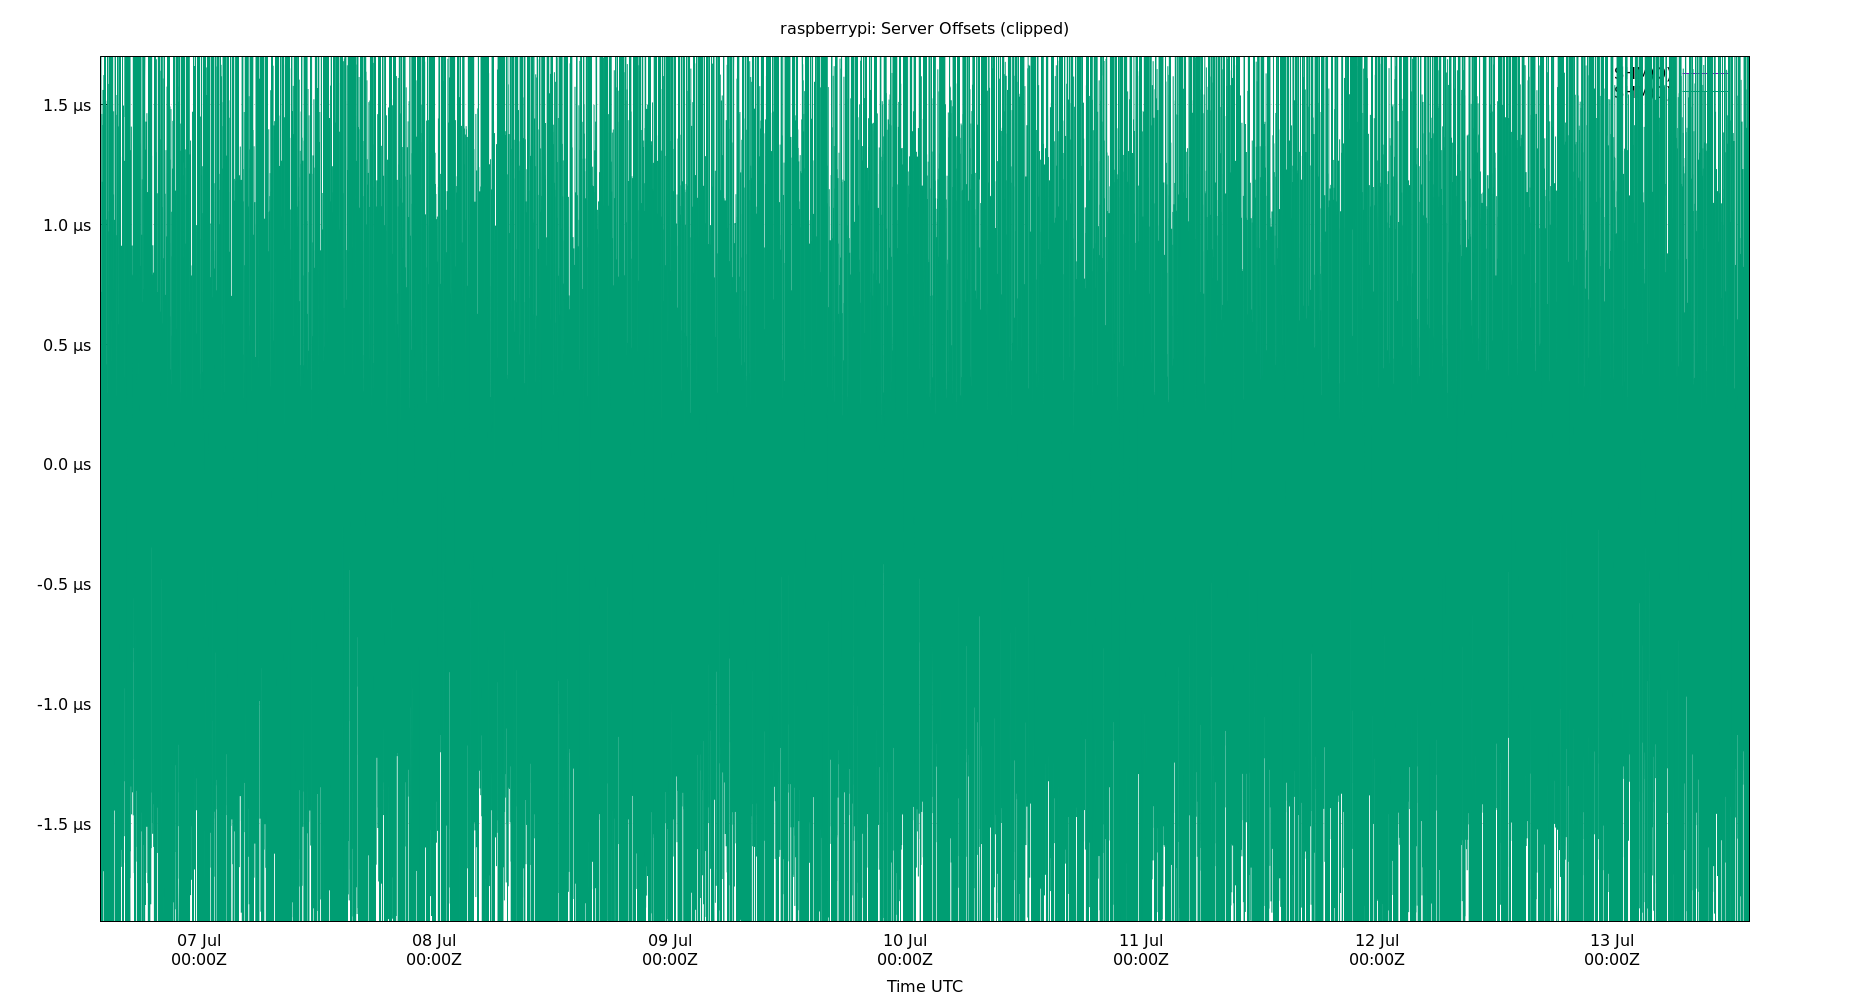 raspberrypi: Server Offsets (clipped)
1.5 µs
1.0 µs
0.5 µs
0.0 µs
-0.5 µs
-1.0 µs
-1.5 µs
07 Jul 08 Jul 09 Jul 10 Jul 11 Jul 12 Jul 13 Jul
00:00Z 00:00Z 00:00Z 00:00Z 00:00Z 00:00Z 00:00Z
Time UTC